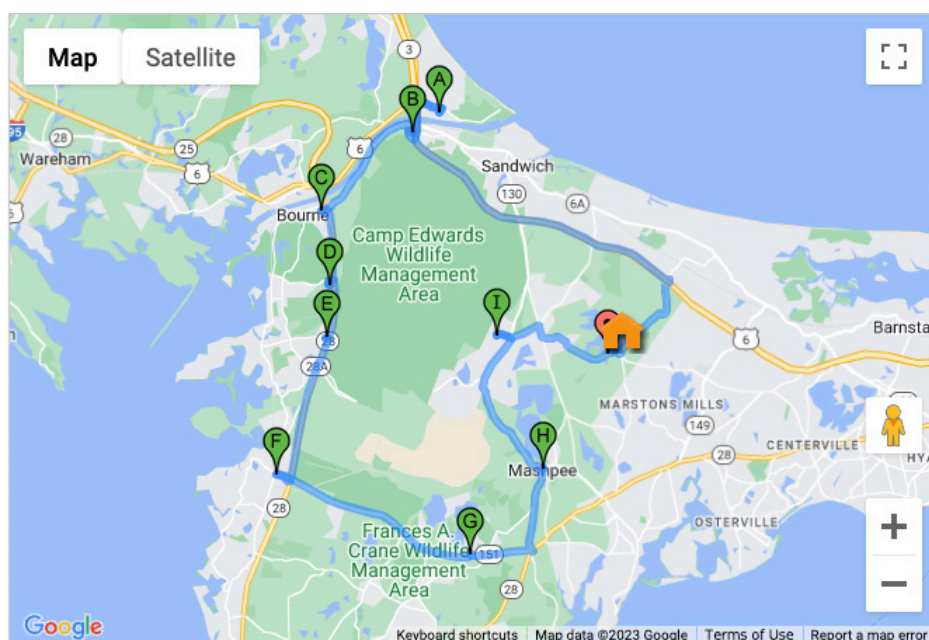 Map
Satellite
3
A
B
95
28
25
Wareham
6
6
Sandwich
130
6A
C
Bourne
Camp Edwards
Wildlife
Management
Area
D
E
I
28
28A
6
Barnsta
MARSTONS MILLS
149
CENTERVILLE
28
HYA
F
H
Mashpee
28
G
OSTERVILLE
Frances A.
Crane Wildlife
Management
Area
151
28
Google
Keyboard shortcuts
Map data ©2023 Google
Terms of Use
Report a map error